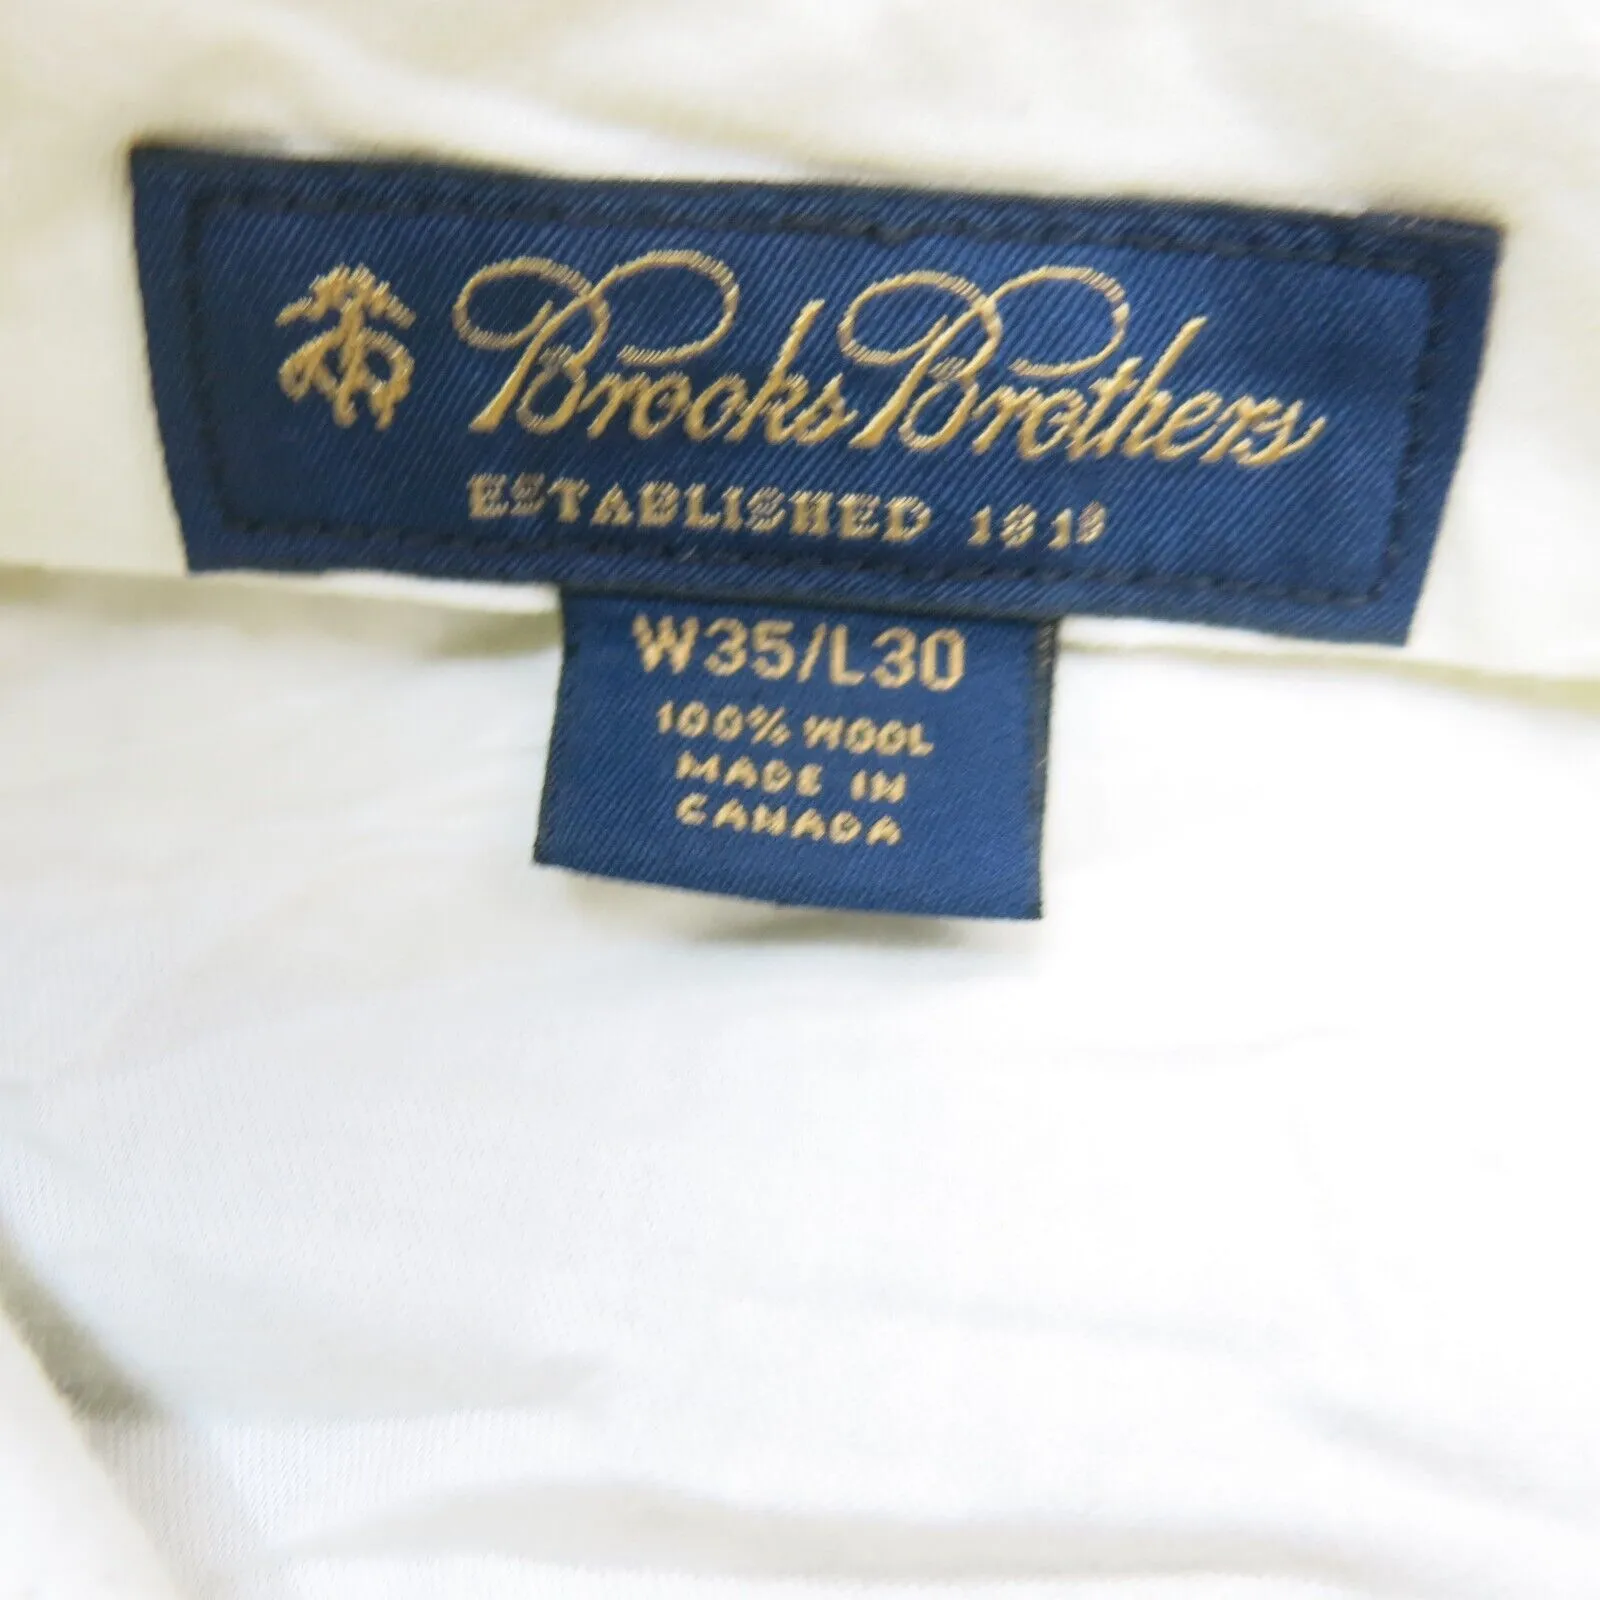 Brooks Brothers
ESTABLISHED 1818
W35/L30
100% WOOL
MADE IN
CANADA